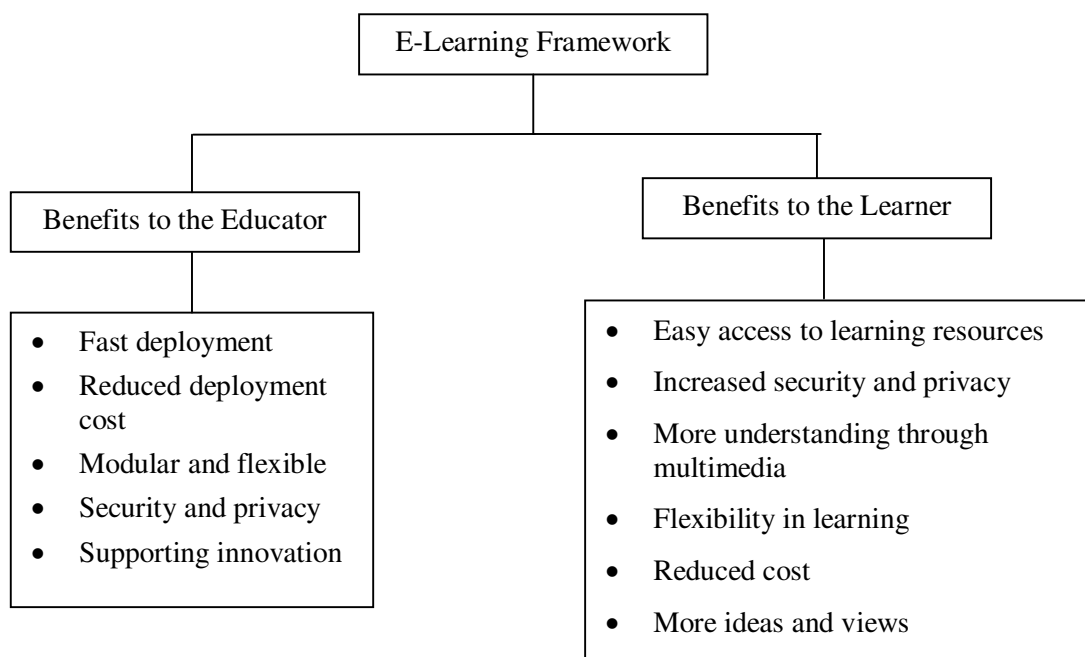 E-Learning Framework
Benefits to the Educator
• Fast deployment
• Reduced deployment
cost
• Modular and flexible
• Security and privacy
• Supporting innovation
Benefits to the Learner
• Easy access to learning resources
• Increased security and privacy
• More understanding through
multimedia
• Flexibility in learning
• Reduced cost
• More ideas and views